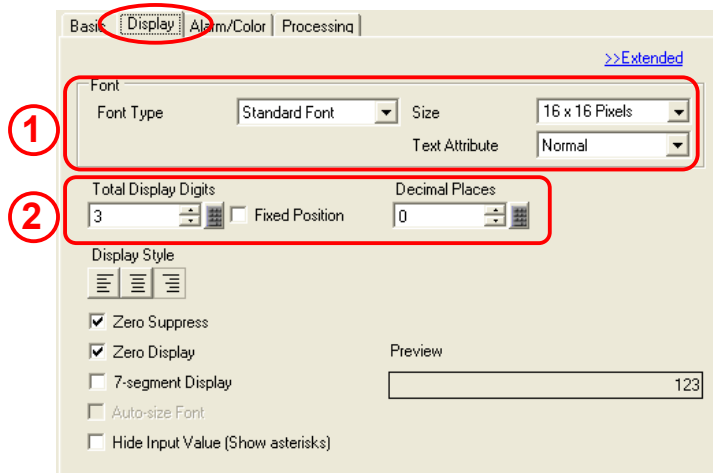 Basic Display Alarm/Color Processing
>>Extended
Font
1
Font Type Standard Font Size 16 x 16 Pixels
Text Attribute Normal
2
Total Display Digits Decimal Places
3 Fixed Position 0
Display Style
Zero Suppress
Zero Display Preview
7-segment Display 123
Auto-size Font
Hide Input Value (Show asterisks)